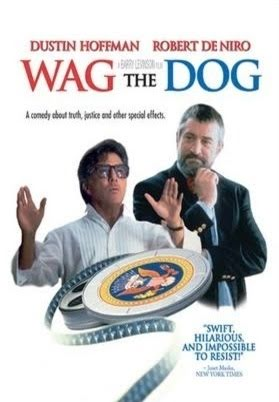 DUSTIN HOFFMAN ROBERT DE NIRO
A BARRY LEVINSON FILM
WAG THE DOG
A comedy about truth, justice and other special effects.
"SWIFT,
HILARIOUS,
AND IMPOSSIBLE
TO RESIST!"
– Janet Maslin,
NEW YORK TIMES